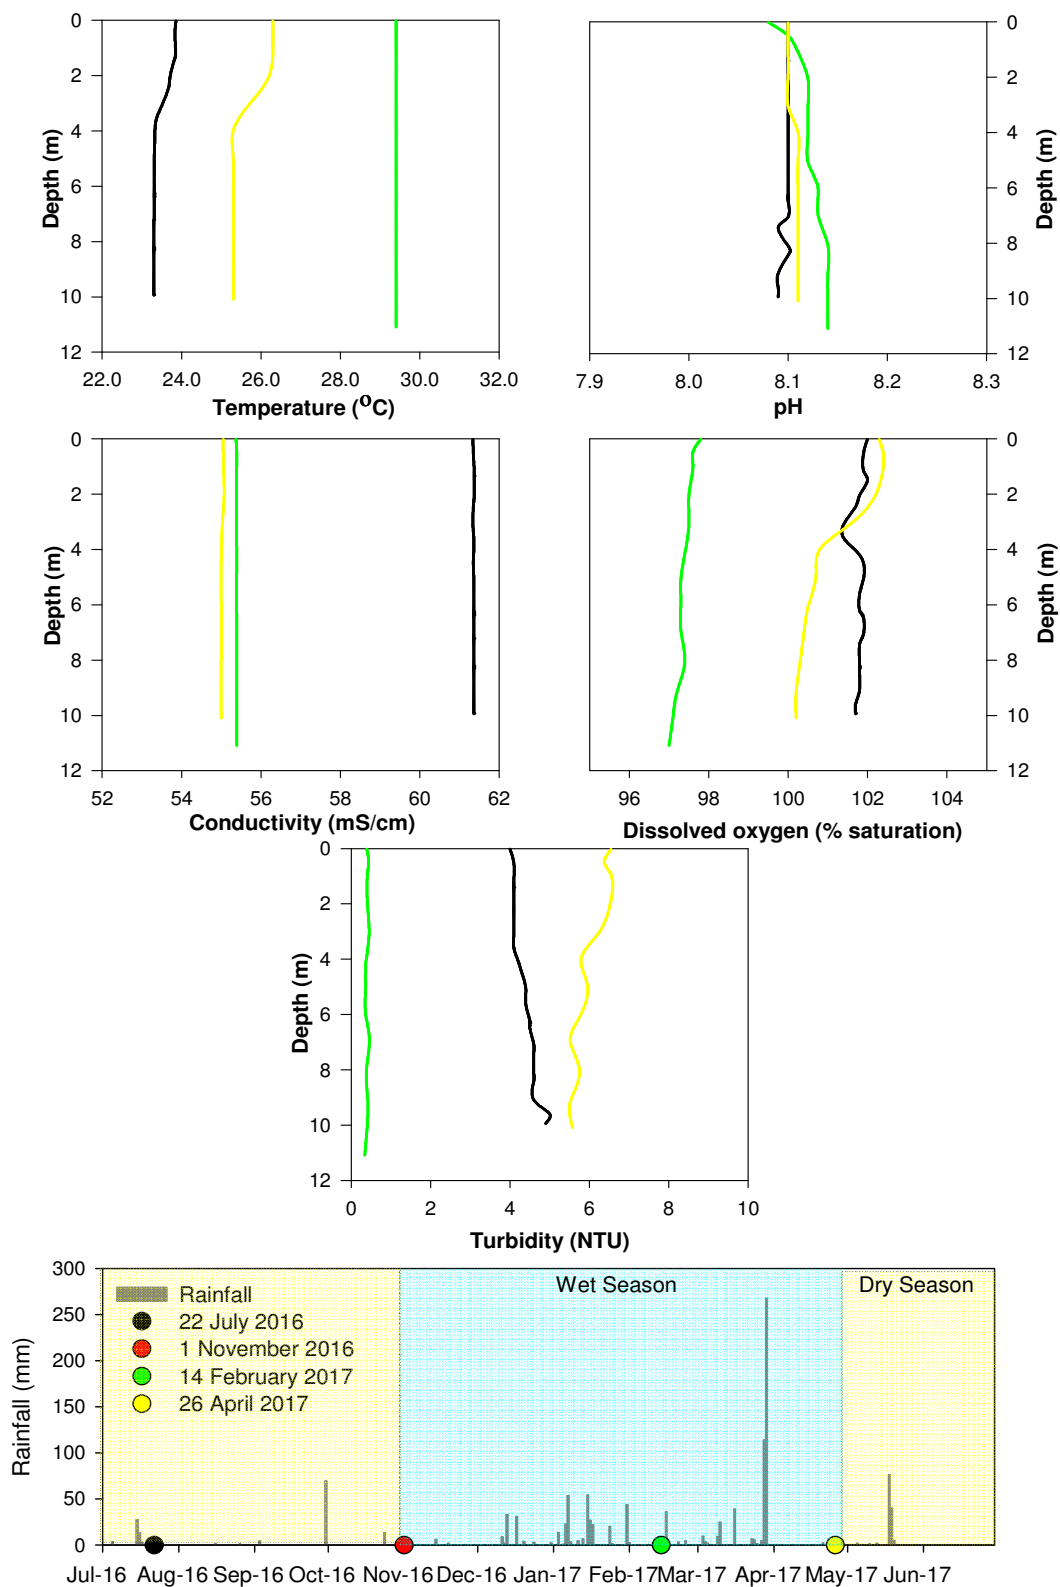 0
2
4
6
8
10
12
Depth (m)
22.0 24.0 26.0 28.0 30.0 32.0
Temperature (°C)
0
2
4
6
8
10
12
Depth (m)
7.9 8.0 8.1 8.2 8.3
pH
0
2
4
6
8
10
12
Depth (m)
52 54 56 58 60 62
Conductivity (mS/cm)
0
2
4
6
8
10
12
Depth (m)
96 98 100 102 104
Dissolved oxygen (% saturation)
0
2
4
6
8
10
12
Depth (m)
0 2 4 6 8 10
Turbidity (NTU)
300
250
200
150
100
50
0
Rainfall (mm)
Wet Season
Dry Season
Rainfall
22 July 2016
1 November 2016
14 February 2017
26 April 2017
Jul-16 Aug-16 Sep-16 Oct-16 Nov-16 Dec-16 Jan-17 Feb-17 Mar-17 Apr-17 May-17 Jun-17